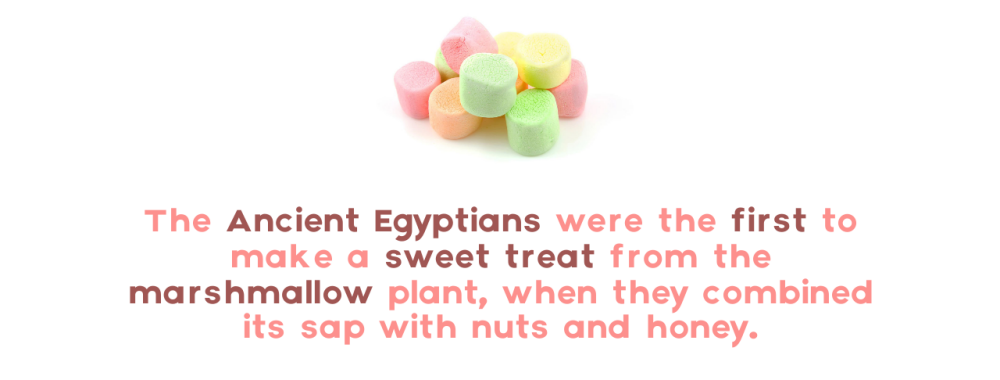 The Ancient Egyptians were the first to
make a sweet treat from the
marshmallow plant, when they combined
its sap with nuts and honey.